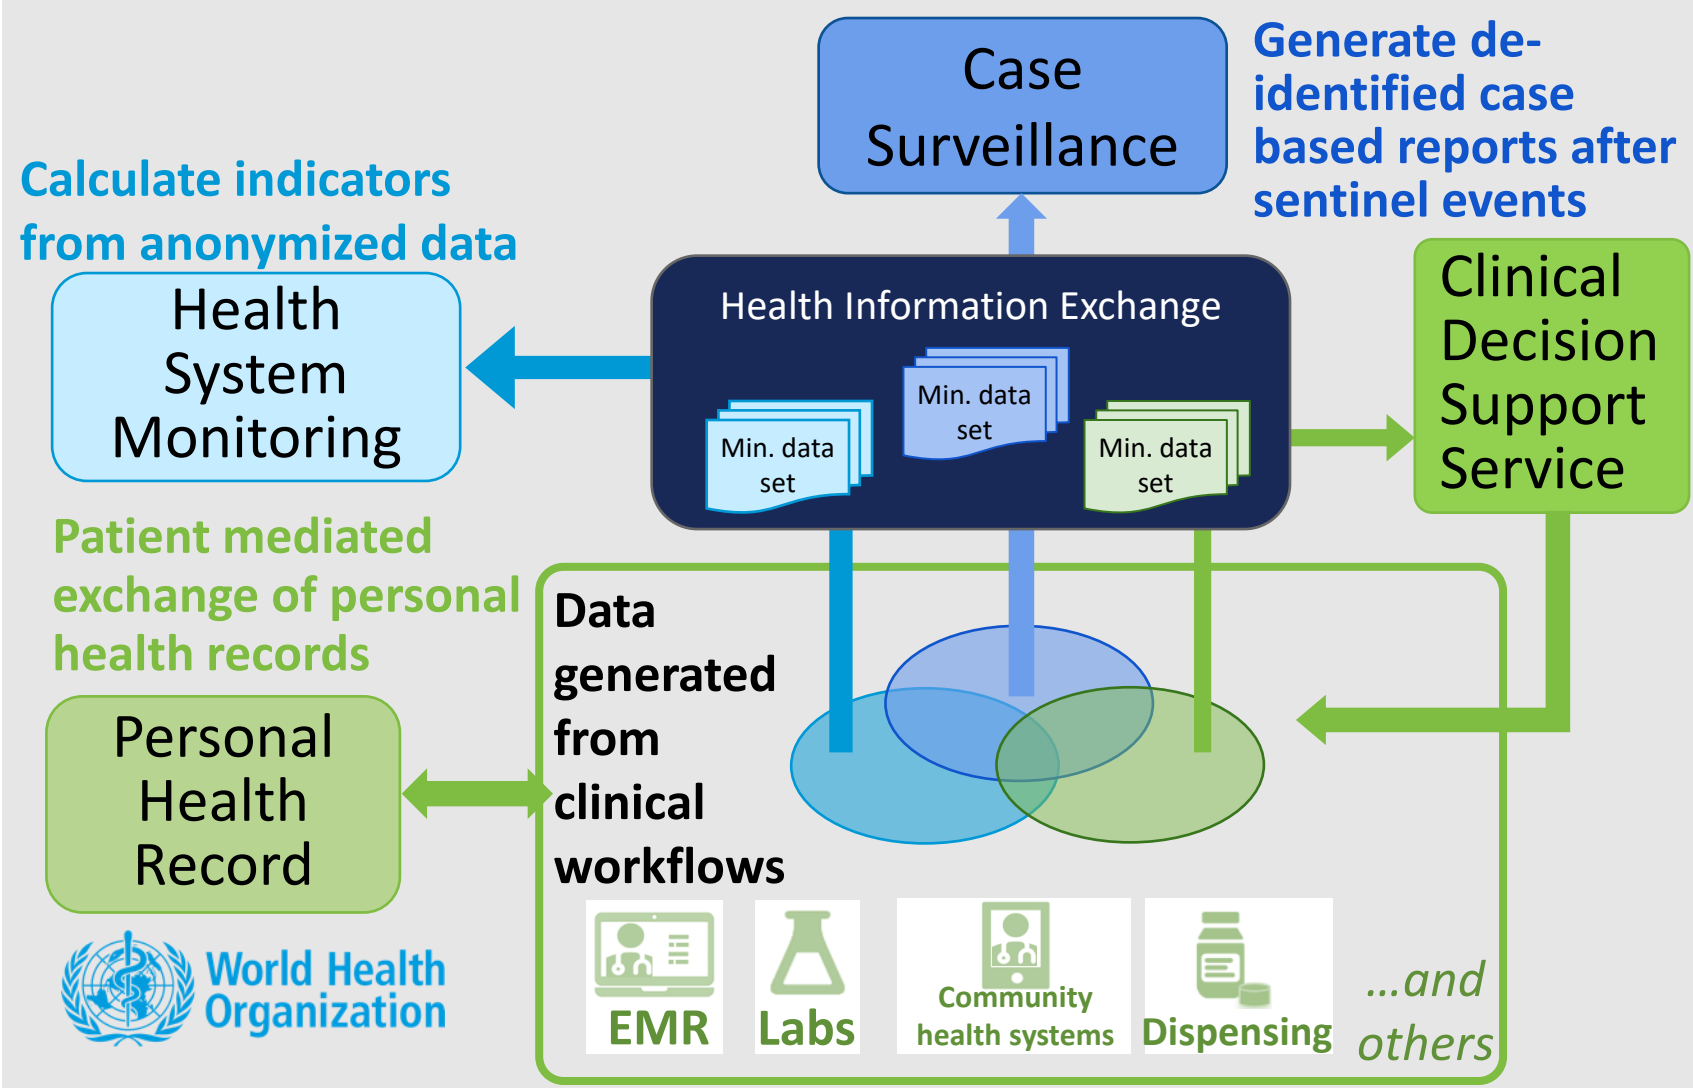 Case
Surveillance
Generate de-
identified case
based reports after
sentinel events
Calculate indicators
from anonymized data
Health
System
Monitoring
Health Information Exchange
Min. data
set
Min. data
set
Min. data
set
Clinical
Decision
Support
Service
Patient mediated
exchange of personal
health records
Personal
Health
Record
Data
generated
from
clinical
workflows
EMR
Labs
Community
health systems
Dispensing
...and
others
World Health
Organization